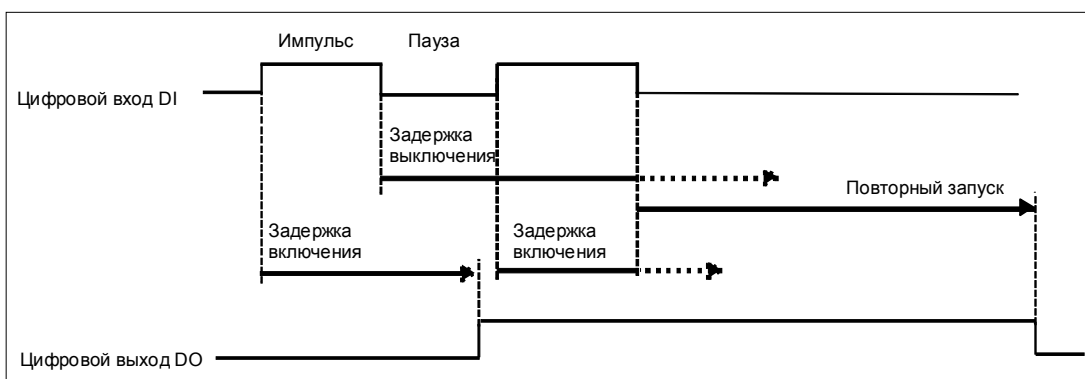 Импульс
Пауза
Цифровой вход DI
Задержка
выключения
Повторный запуск
Задержка
включения
Задержка
включения
Цифровой выход DO